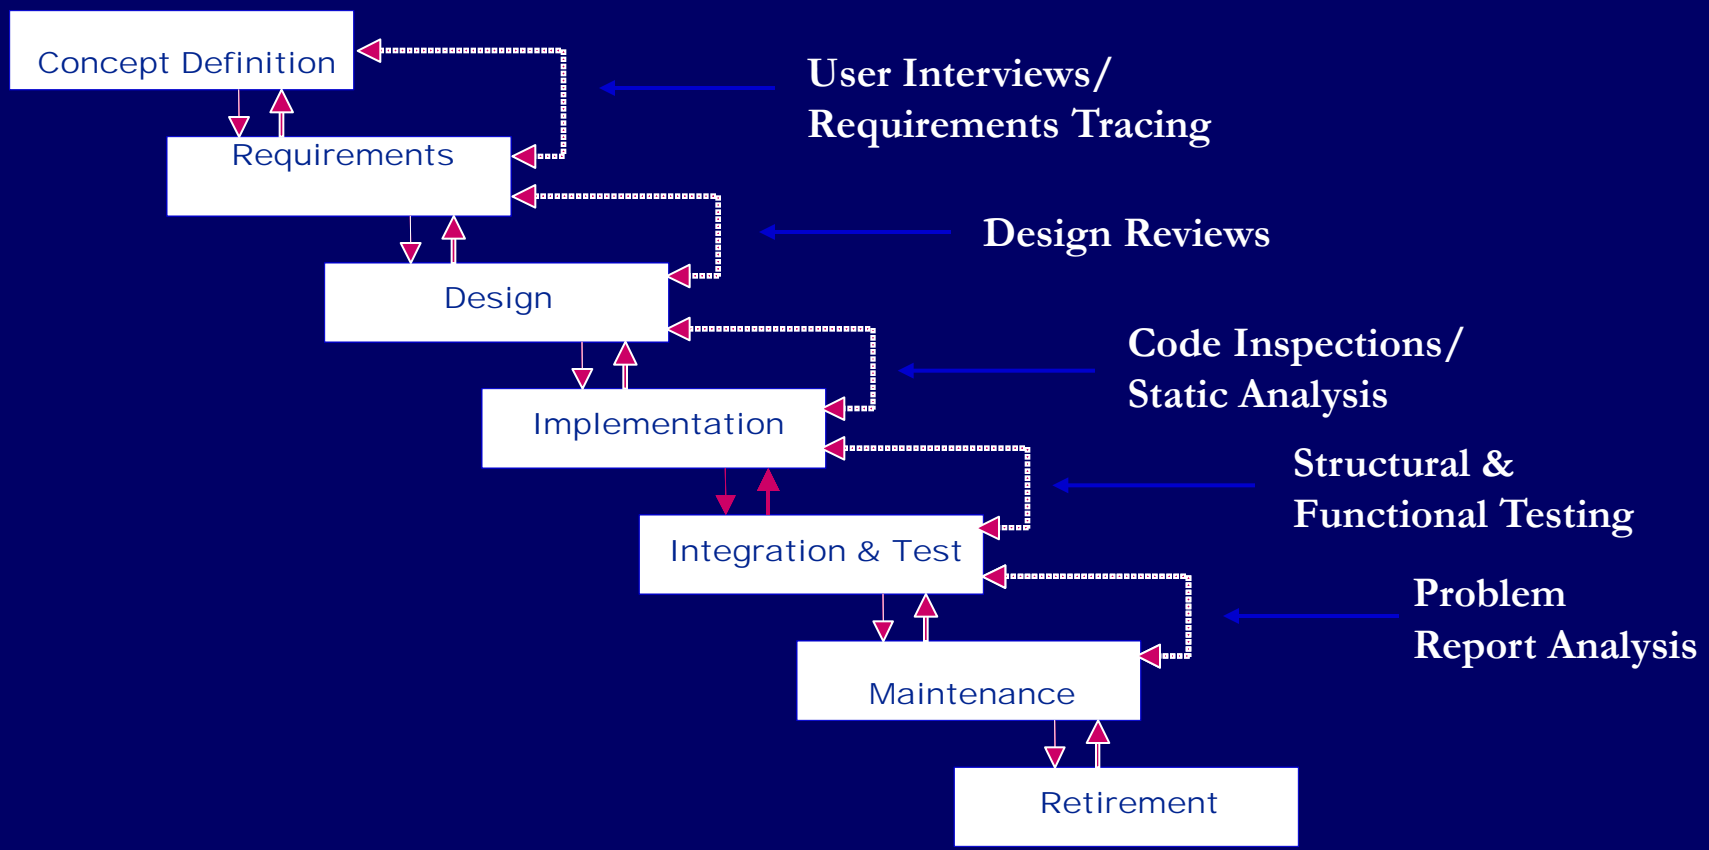 Concept Definition
User Interviews/
Requirements Tracing
Requirements
Design Reviews
Design
Code Inspections/
Static Analysis
Implementation
Structural &
Functional Testing
Integration & Test
Problem
Report Analysis
Maintenance
Retirement